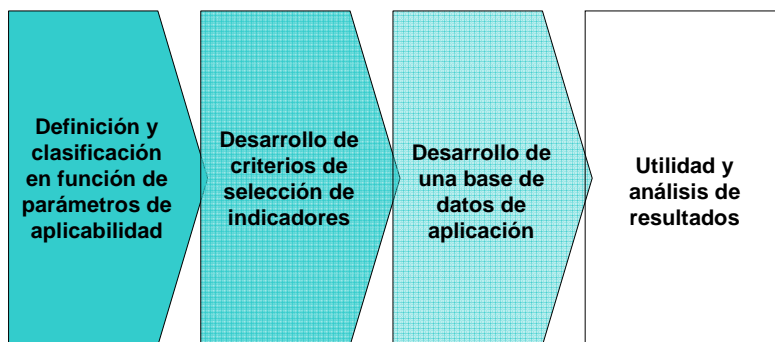 Definición y
clasificación
en función de
parámetros de
aplicabilidad
Desarrollo de
criterios de
selección de
indicadores
Desarrollo de
una base de
datos de
aplicación
Utilidad y
análisis de
resultados